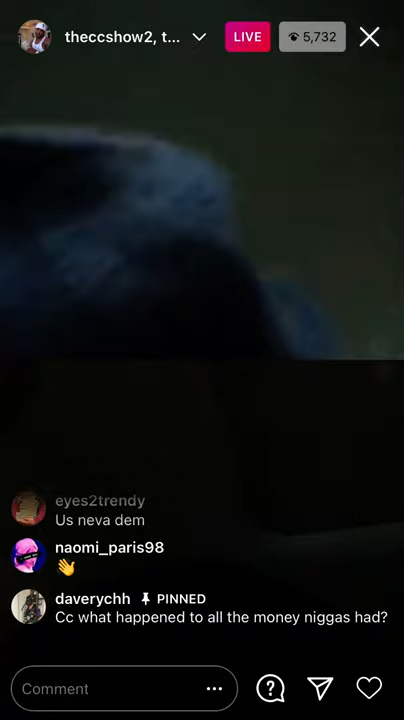 theccshow2, t...
LIVE
5,732
eyes2trendy
Us neva dem
naomi_paris98
👋
daverychh PINNED
Cc what happened to all the money niggas had?
Comment